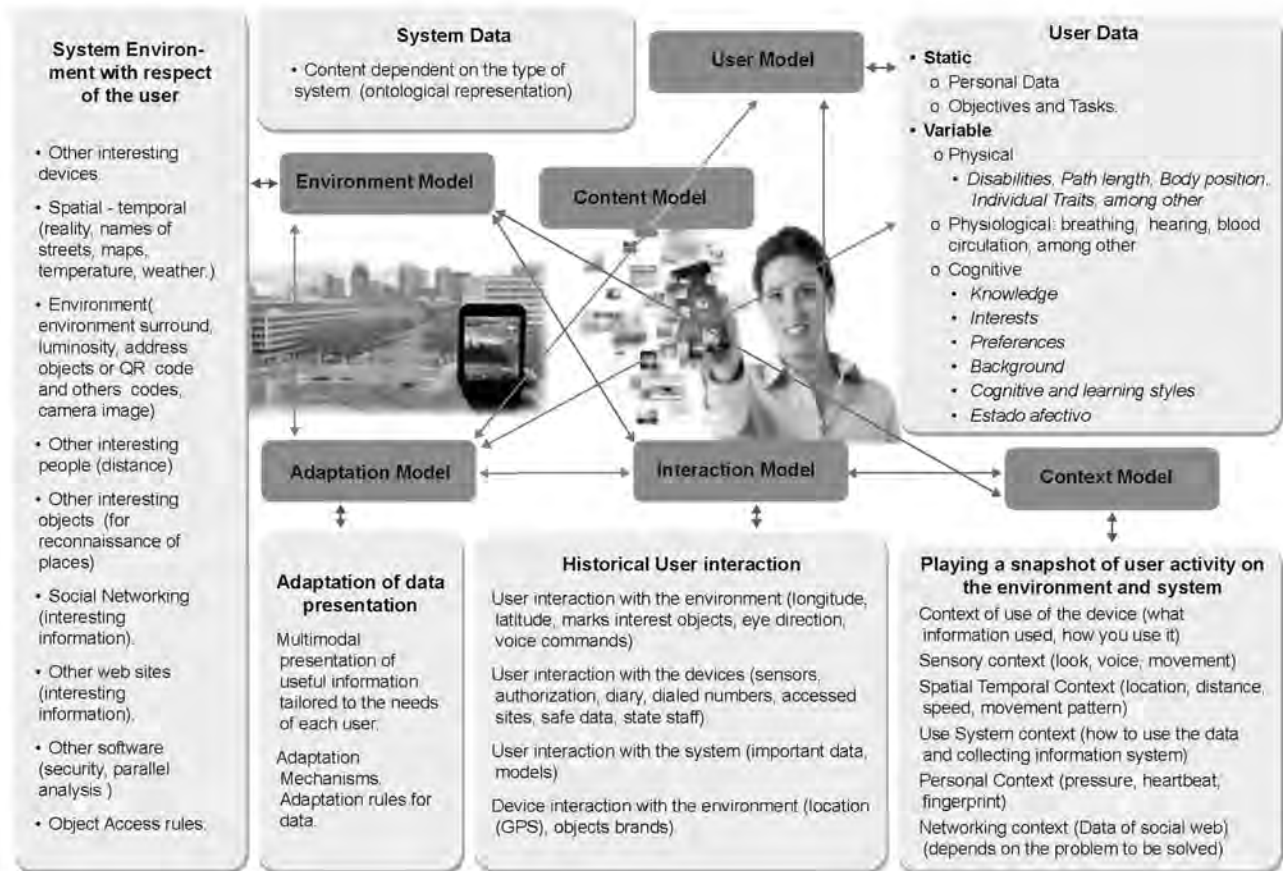 System Environ-
ment with respect
of the user
• Other interesting
devices.
• Spatial - temporal
(reality, names of
streets, maps,
temperature, weather.)
• Environment(
environment surround,
luminosity, address
objects or QR code
and others codes,
camera image)
• Other interesting
people (distance)
• Other interesting
objects (for
reconnaissance of
places)
• Social Networking
(interesting
information).
• Other web sites
(interesting
information).
• Other software
(security, parallel
analysis )
• Object Access rules.
System Data
• Content dependent on the type of
system (ontological representation)
User Model
Environment Model
Content Model
User Data
• Static
o Personal Data
o Objectives and Tasks.
• Variable
o Physical
• Disabilities, Path length, Body position,
Individual Traits, among other
o Physiological: breathing, hearing, blood
circulation, among other
o Cognitive
• Knowledge
• Interests
• Preferences
• Background
• Cognitive and learning styles
• Estado afectivo
Adaptation Model
Interaction Model
Context Model
Adaptation of data
presentation
Multimodal
presentation of
useful information
tailored to the needs
of each user.
Adaptation
Mechanisms.
Adaptation rules for
data.
Historical User interaction
User interaction with the environment (longitude,
latitude, marks interest objects, eye direction,
voice commands)
User interaction with the devices (sensors,
authorization, diary, dialed numbers, accessed
sites, safe data, state staff)
User interaction with the system (important data,
models)
Device interaction with the environment (location
(GPS), objects brands)
Playing a snapshot of user activity on
the environment and system
Context of use of the device (what
information used, how you use it)
Sensory context (look, voice, movement)
Spatial Temporal Context (location, distance,
speed, movement pattern)
Use System context (how to use the data
and collecting information system)
Personal Context (pressure, heartbeat,
fingerprint)
Networking context (Data of social web)
(depends on the problem to be solved)